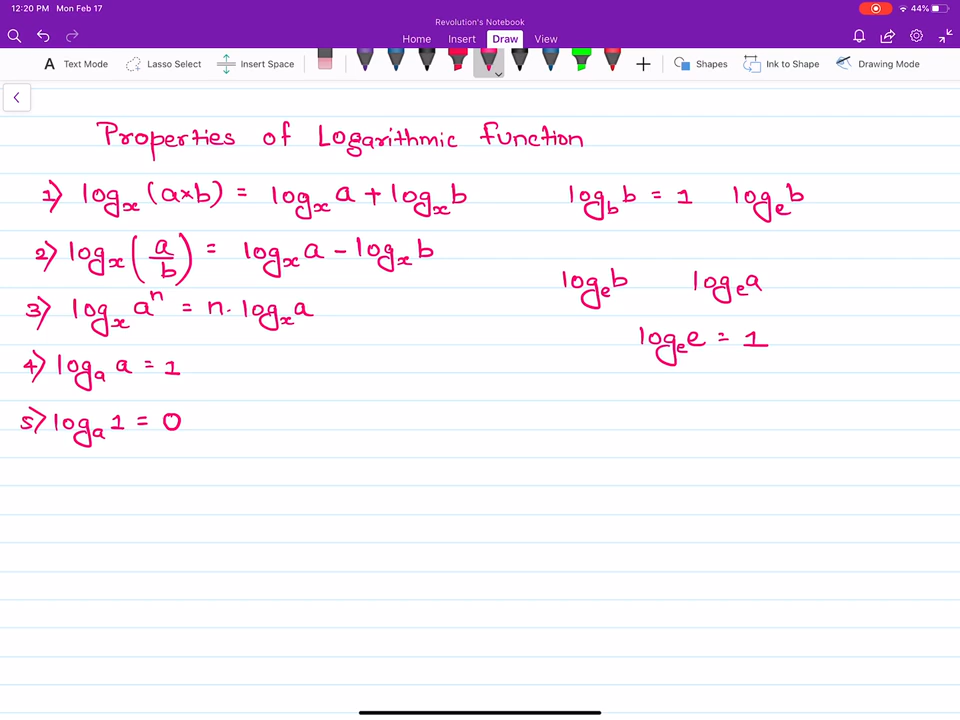 12:20 PM Mon Feb 17
44%
Revolution's Notebook
Home Insert Draw View
A Text Mode Lasso Select Insert Space Shapes Ink to Shape Drawing Mode
Properties of Logarithmic function
1) logₓ (a×b) = logₓ a + logₓ b
log_b b = 1 logₑ b
2) logₓ (a/b) = logₓ a - logₓ b
logₑ b logₑ a
3) logₓ aⁿ = n. logₓ a
logₑ e = 1
4) logₐ a = 1
5) logₐ 1 = 0